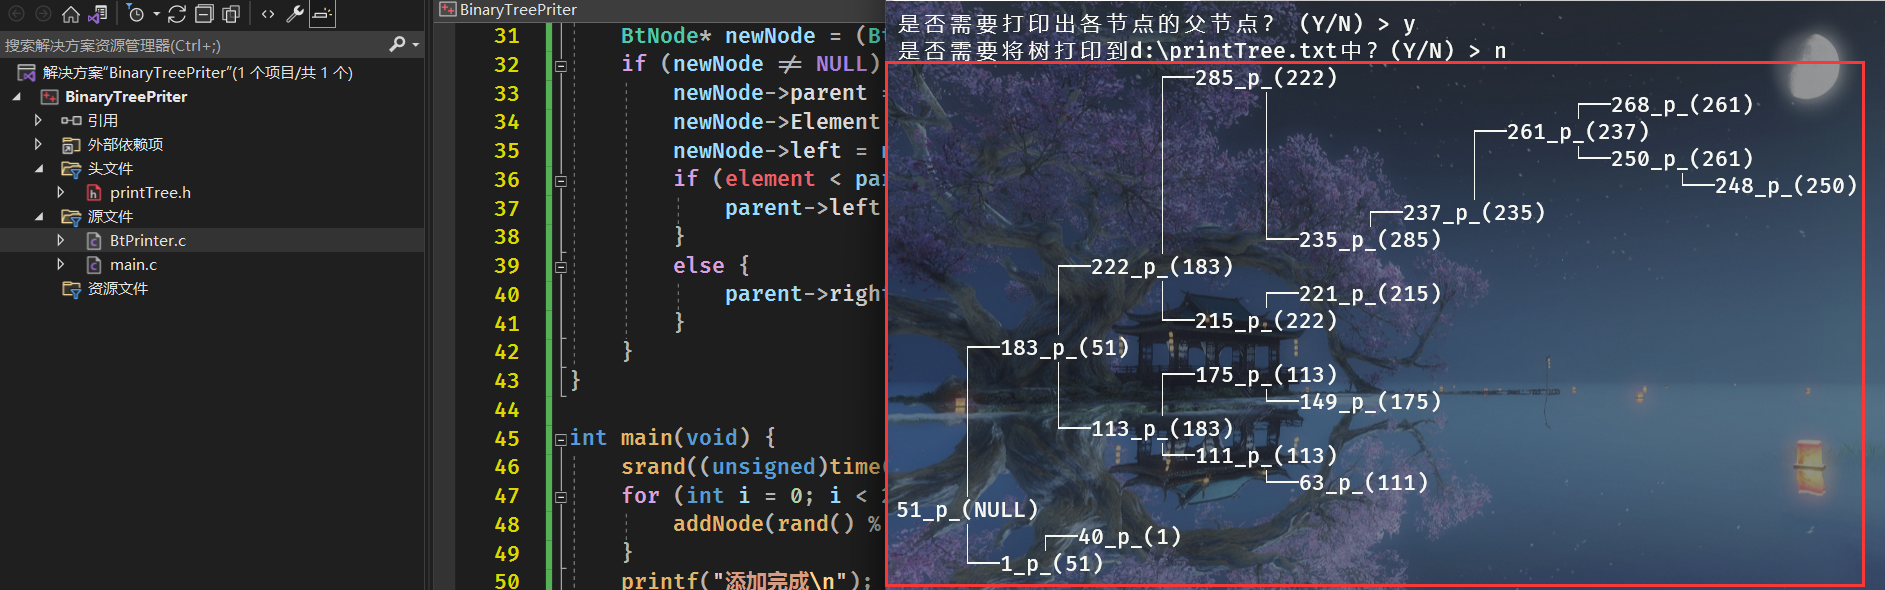 搜索解决方案资源管理器(Ctrl+;)
解决方案"BinaryTreePriter"(1 个项目/共 1 个)
BinaryTreePriter
引用
外部依赖项
头文件
printTree.h
源文件
BtPrinter.c
main.c
资源文件
BinaryTreePriter
31 BtNode* newNode = (Bt
32 if (newNode ≠ NULL)
33 newNode->parent =
34 newNode->Element
35 newNode->left =
36 if (element < pa
37 parent->left
38 }
39 else {
40 parent->righ
41 }
42 }
43 }
44
45 int main(void) {
46 srand((unsigned)time
47 for (int i = 0; i <
48 addNode(rand() %
49 }
50 printf("添加完成\n");
是否需要打印出各节点的父节点? (Y/N) > y
是否需要将树打印到d:\printTree.txt中? (Y/N) > n
285_p_(222)
268_p_(261)
261_p_(237)
250_p_(261)
248_p_(250)
237_p_(235)
235_p_(285)
222_p_(183)
221_p_(215)
215_p_(222)
183_p_(51)
175_p_(113)
149_p_(175)
113_p_(183)
111_p_(113)
63_p_(111)
51_p_(NULL)
40_p_(1)
1_p_(51)